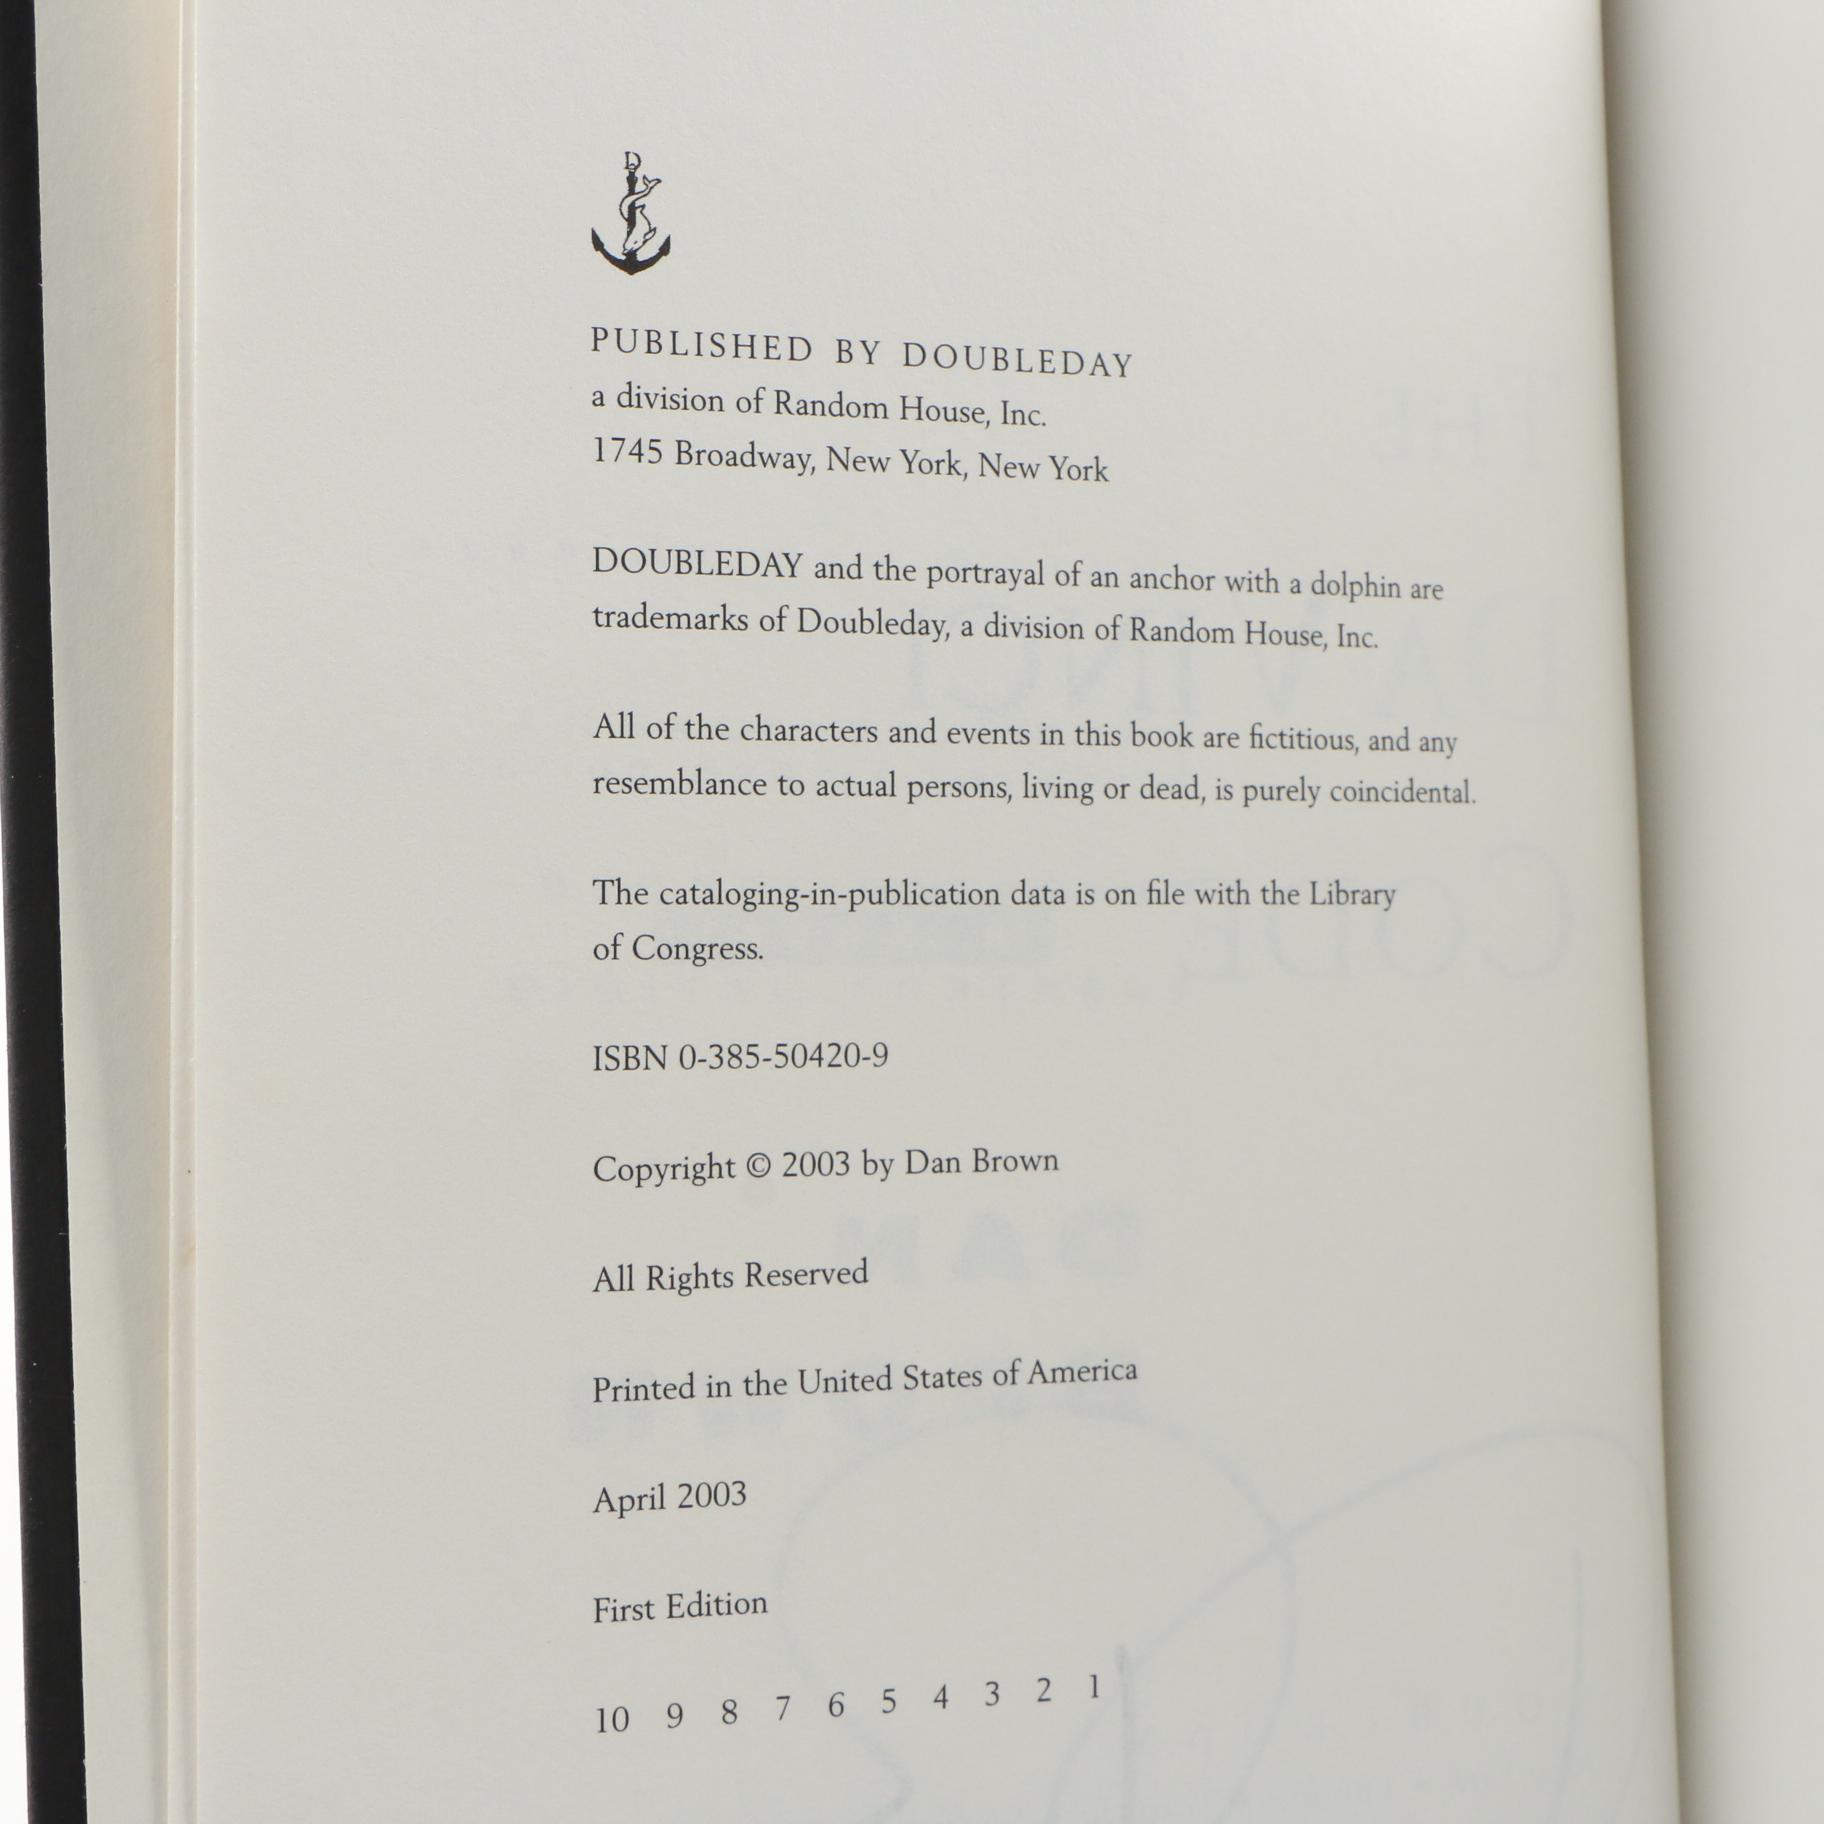 D
PUBLISHED BY DOUBLEDAY
a division of Random House, Inc.
1745 Broadway, New York, New York
DOUBLEDAY and the portrayal of an anchor with a dolphin are
trademarks of Doubleday, a division of Random House, Inc.
All of the characters and events in this book are fictitious, and any
resemblance to actual persons, living or dead, is purely coincidental.
The cataloging-in-publication data is on file with the Library
of Congress.
ISBN 0-385-50420-9
Copyright © 2003 by Dan Brown
All Rights Reserved
Printed in the United States of America
April 2003
First Edition
10 9 8 7 6 5 4 3 2 1